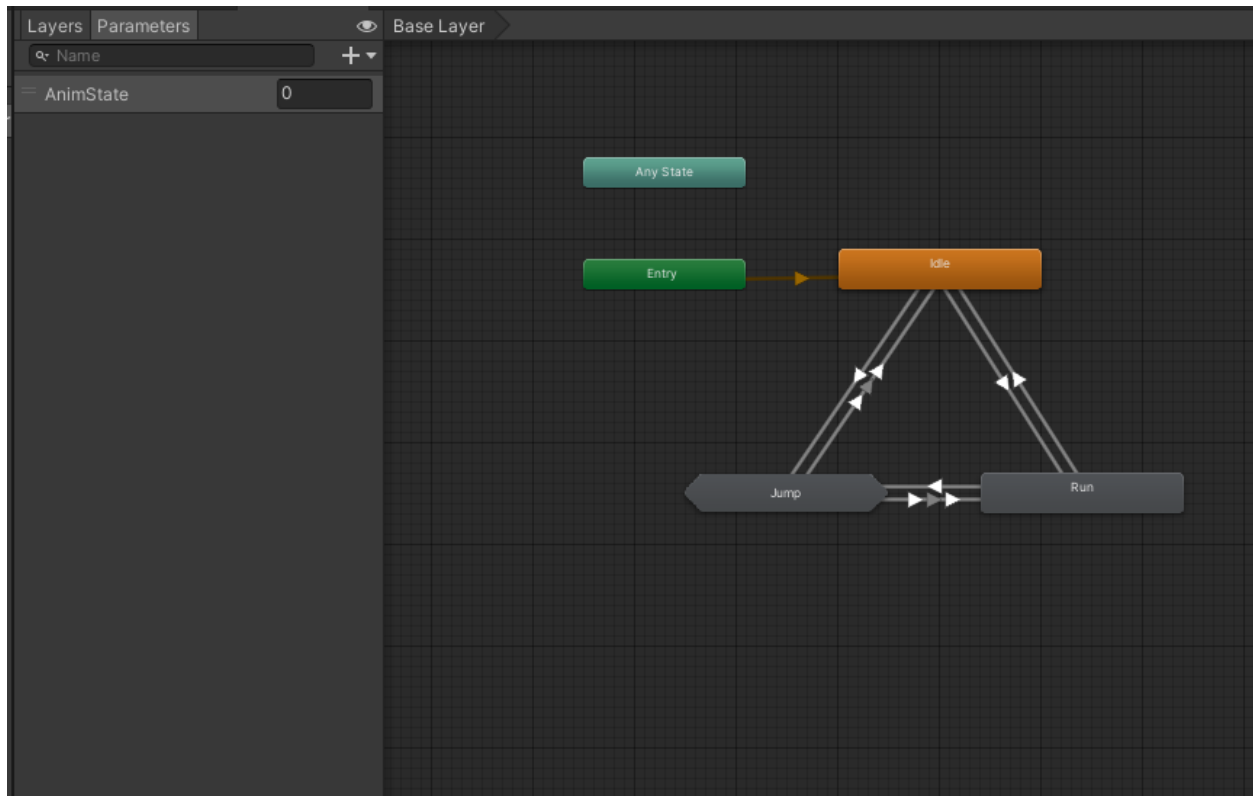 Layers Parameters
Base Layer
Name
AnimState 0
Any State
Entry
Idle
Jump
Run